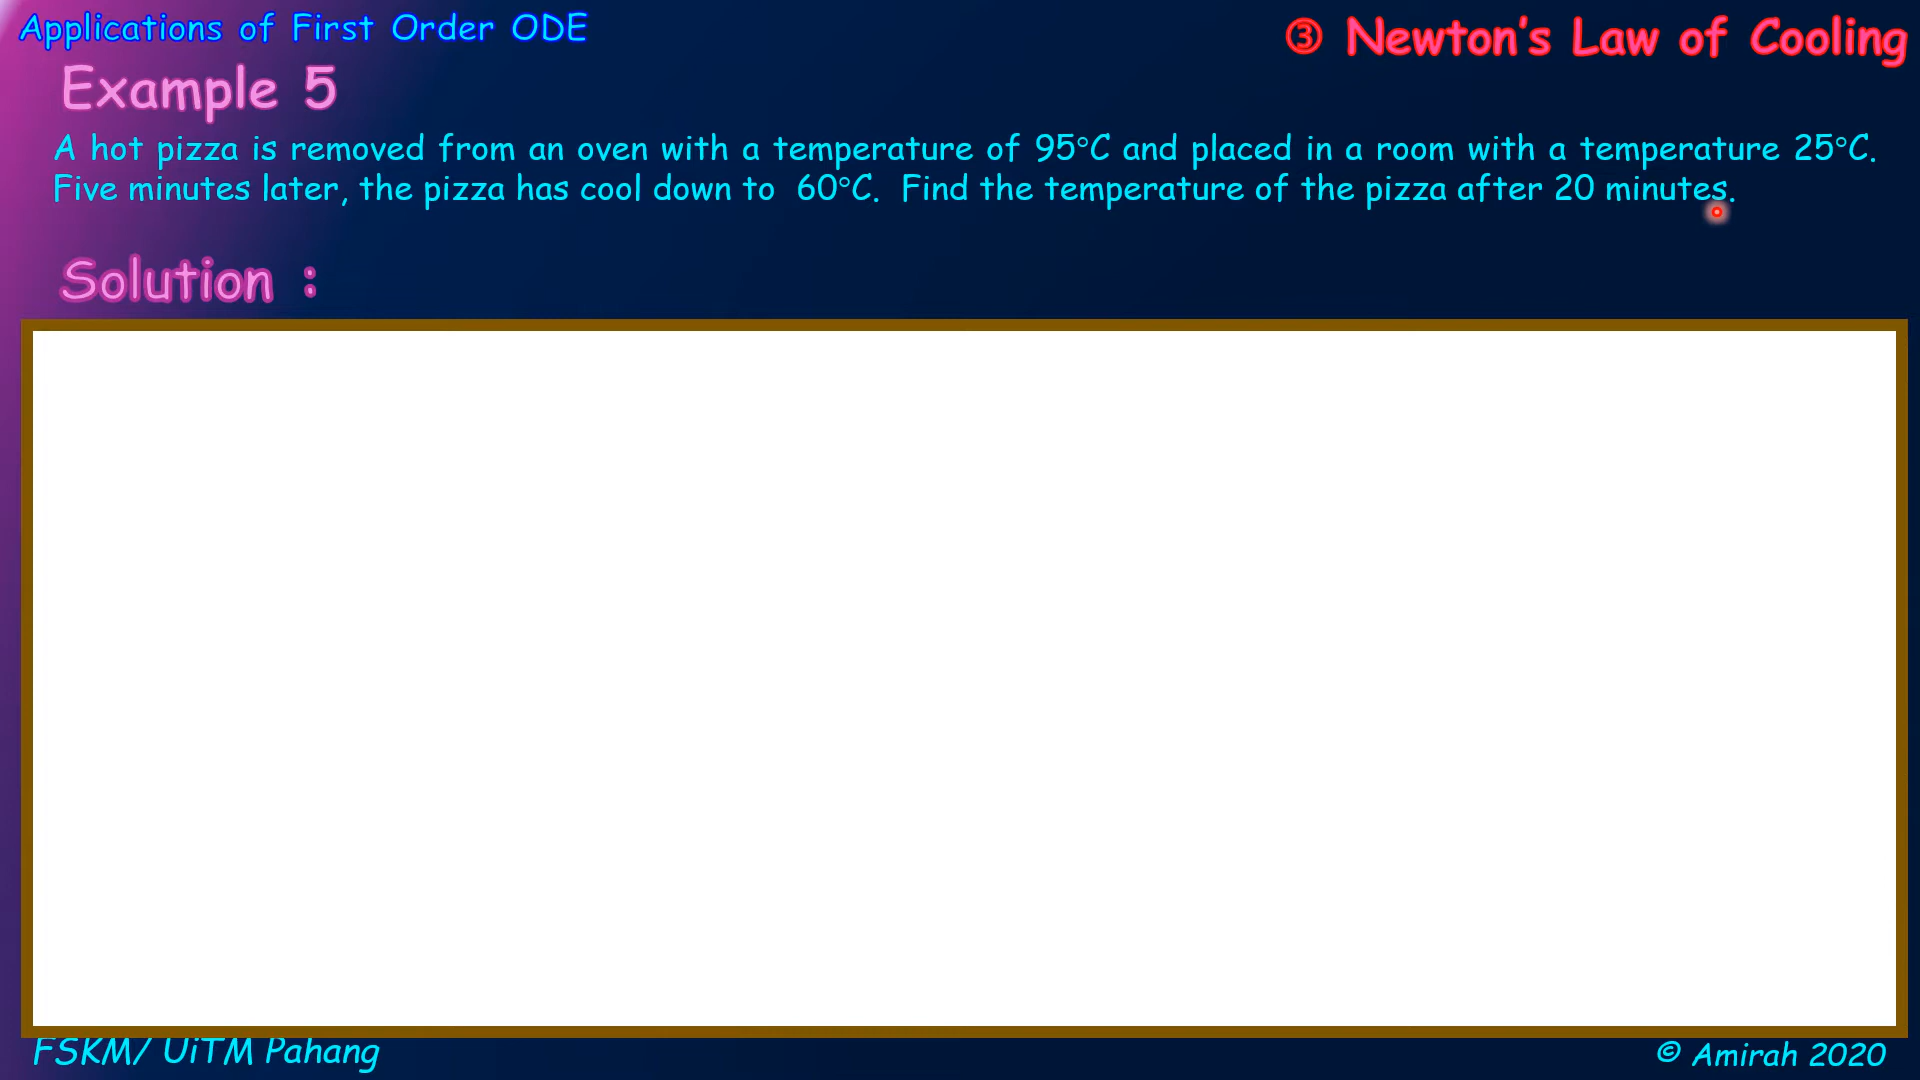 Applications of First Order ODE
③ Newton's Law of Cooling
Example 5
A hot pizza is removed from an oven with a temperature of 95°C and placed in a room with a temperature 25°C.
Five minutes later, the pizza has cool down to 60°C. Find the temperature of the pizza after 20 minutes.
Solution :
FSKM/ UiTM Pahang
© Amirah 2020